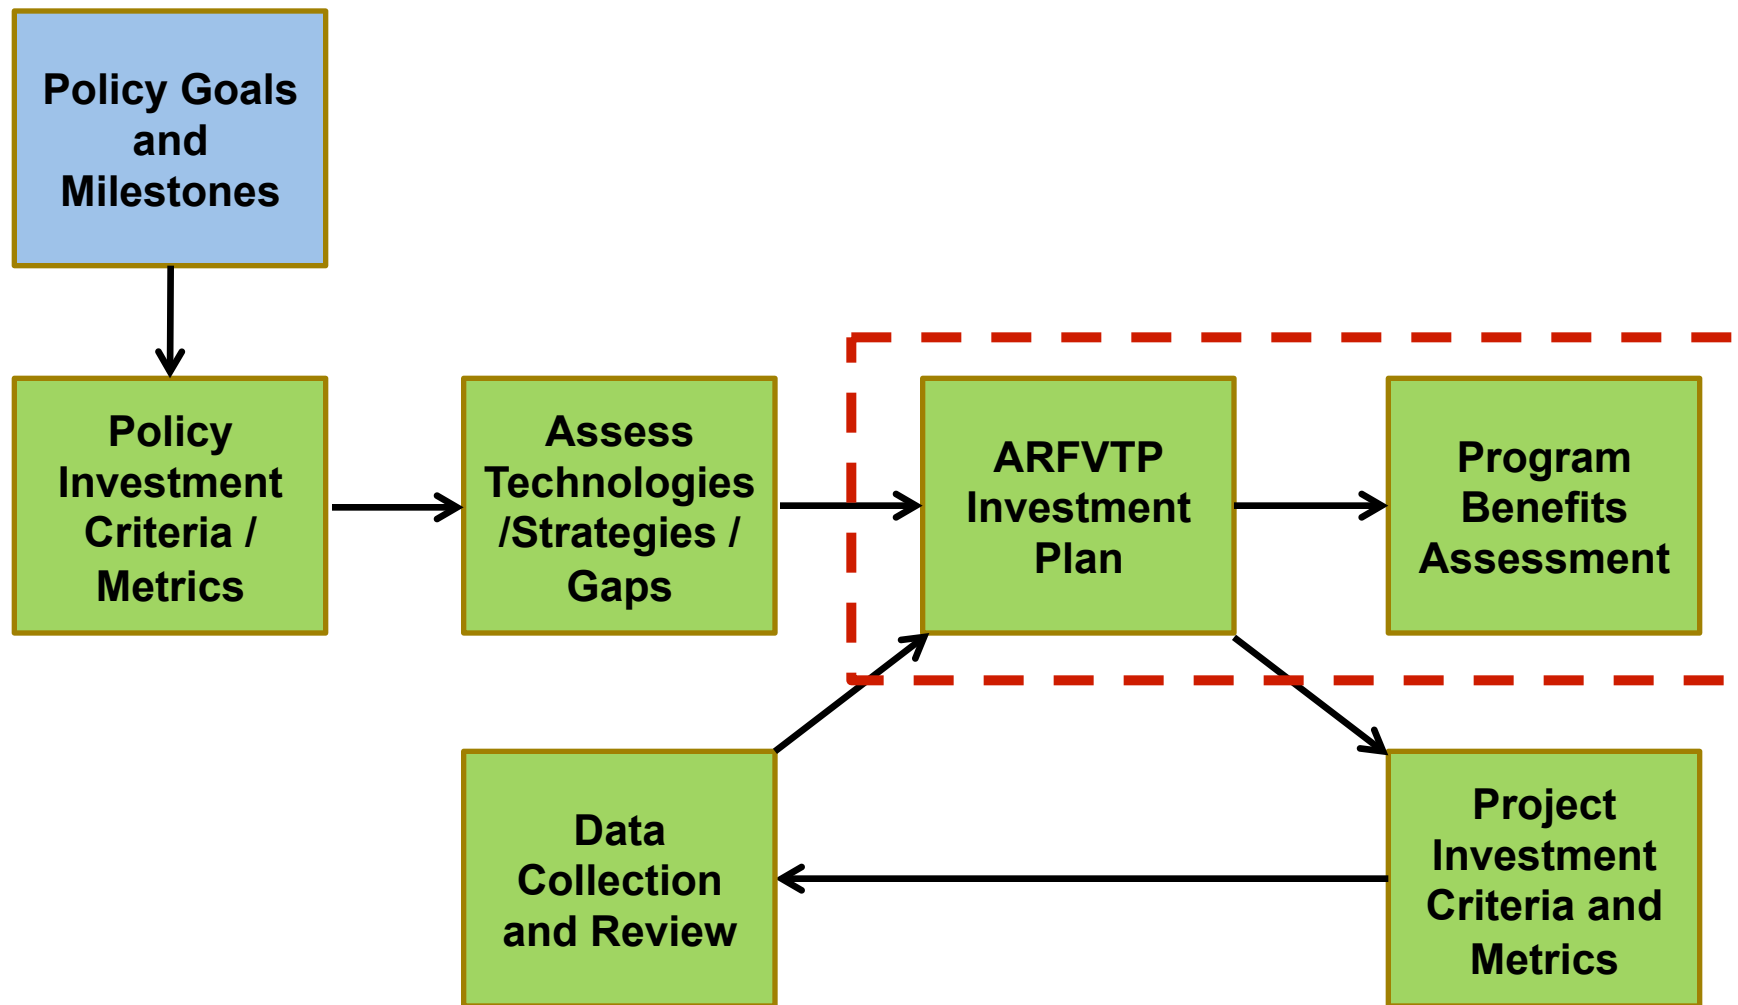 Policy Goals
and
Milestones
Policy
Investment
Criteria /
Metrics
Assess
Technologies
/Strategies /
Gaps
ARFVTP
Investment
Plan
Program
Benefits
Assessment
Data
Collection
and Review
Project
Investment
Criteria and
Metrics